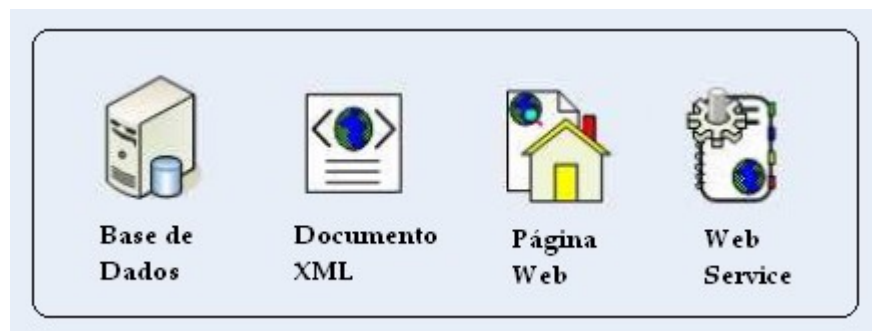 Base de
Dados
Documento
XML
Página
Web
Web
Service